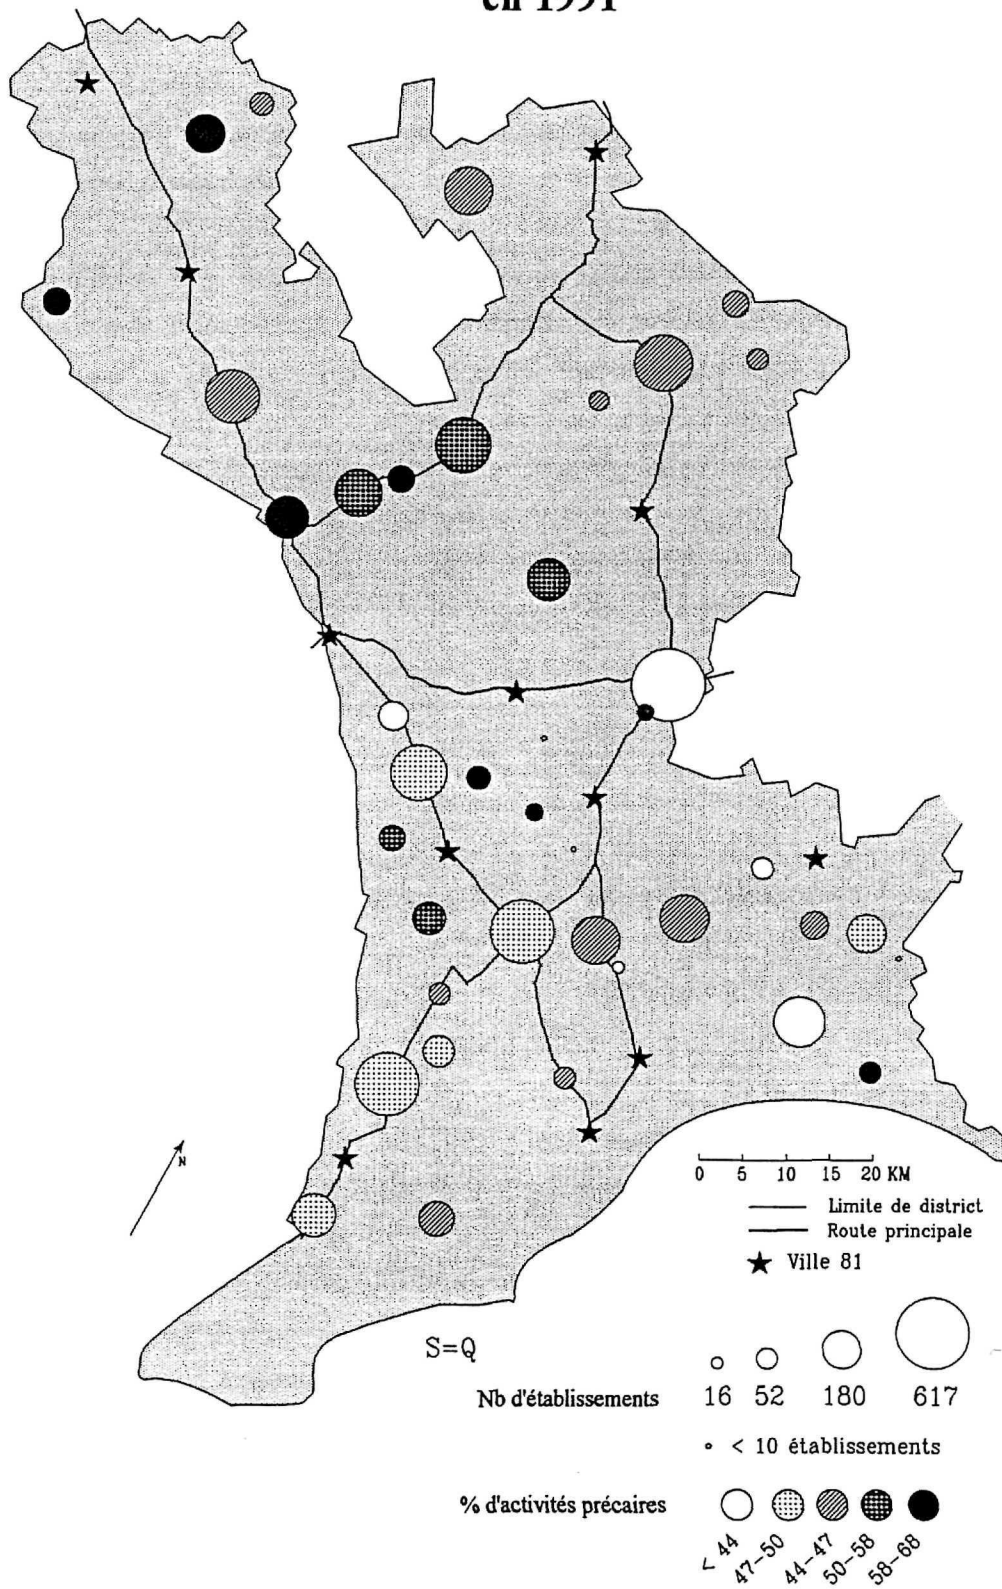 en 1991
N
0 5 10 15 20 KM
Limite de district
Route principale
Ville 81
S=Q
Nb d'établissements 16 52 180 617
< 10 établissements
% d'activités précaires
< 44 47-50 44-47 50-58 58-68